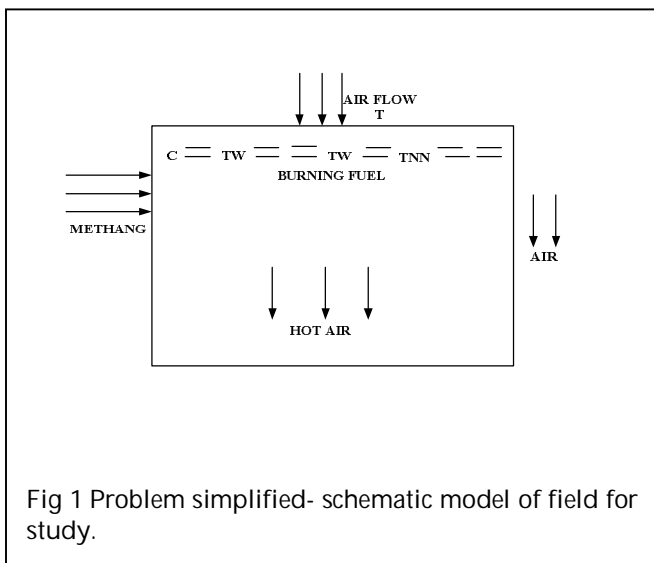 AIR FLOW
T
C TW TW TNN
BURNING FUEL
METHANG
AIR
HOT AIR
Fig 1 Problem simplified- schematic model of field for
study.